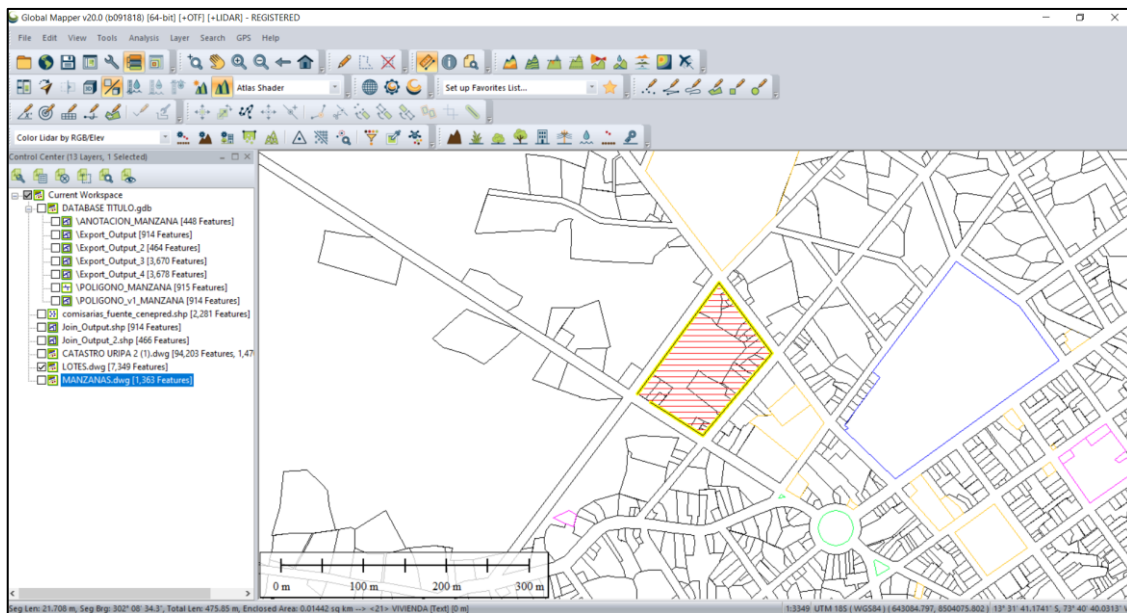 Global Mapper v20.0 (b091818) [64-bit] [+OTF] [+LIDAR] - REGISTERED
File Edit View Tools Analysis Layer Search GPS Help
Atlas Shader
Set up Favorites List...
Color Lidar by RGB/Elev
Control Center (13 Layers, 1 Selected)
Current Workspace
DATABASE TITULO.gdb
\ANOTACION_MANZANA [448 Features]
\Export_Output [914 Features]
\Export_Output_2 [464 Features]
\Export_Output_3 [3,670 Features]
\Export_Output_4 [3,678 Features]
\POLIGONO_MANZANA [915 Features]
\POLIGONO_v1_MANZANA [914 Features]
comisarias_fuente_cenepred.shp [2,281 Features]
Join_Output.shp [914 Features]
Join_Output_2.shp [466 Features]
CATASTRO URIPA 2 (1).dwg [94,203 Features, 1,47
LOTES.dwg [7,349 Features]
MANZANAS.dwg [1,363 Features]
0 m 100 m 200 m 300 m
Seg Len: 21.708 m, Seg Brg: 302° 08' 34.3", Total Len: 475.85 m, Enclosed Area: 0.01442 sq km --> <21> VIVIENDA [Text] [0 m]
1:3349 UTM 18S (WGS84) ( 643084.797, 8504075.802 ) 13° 31' 41.1741" S, 73° 40' 40.0313"